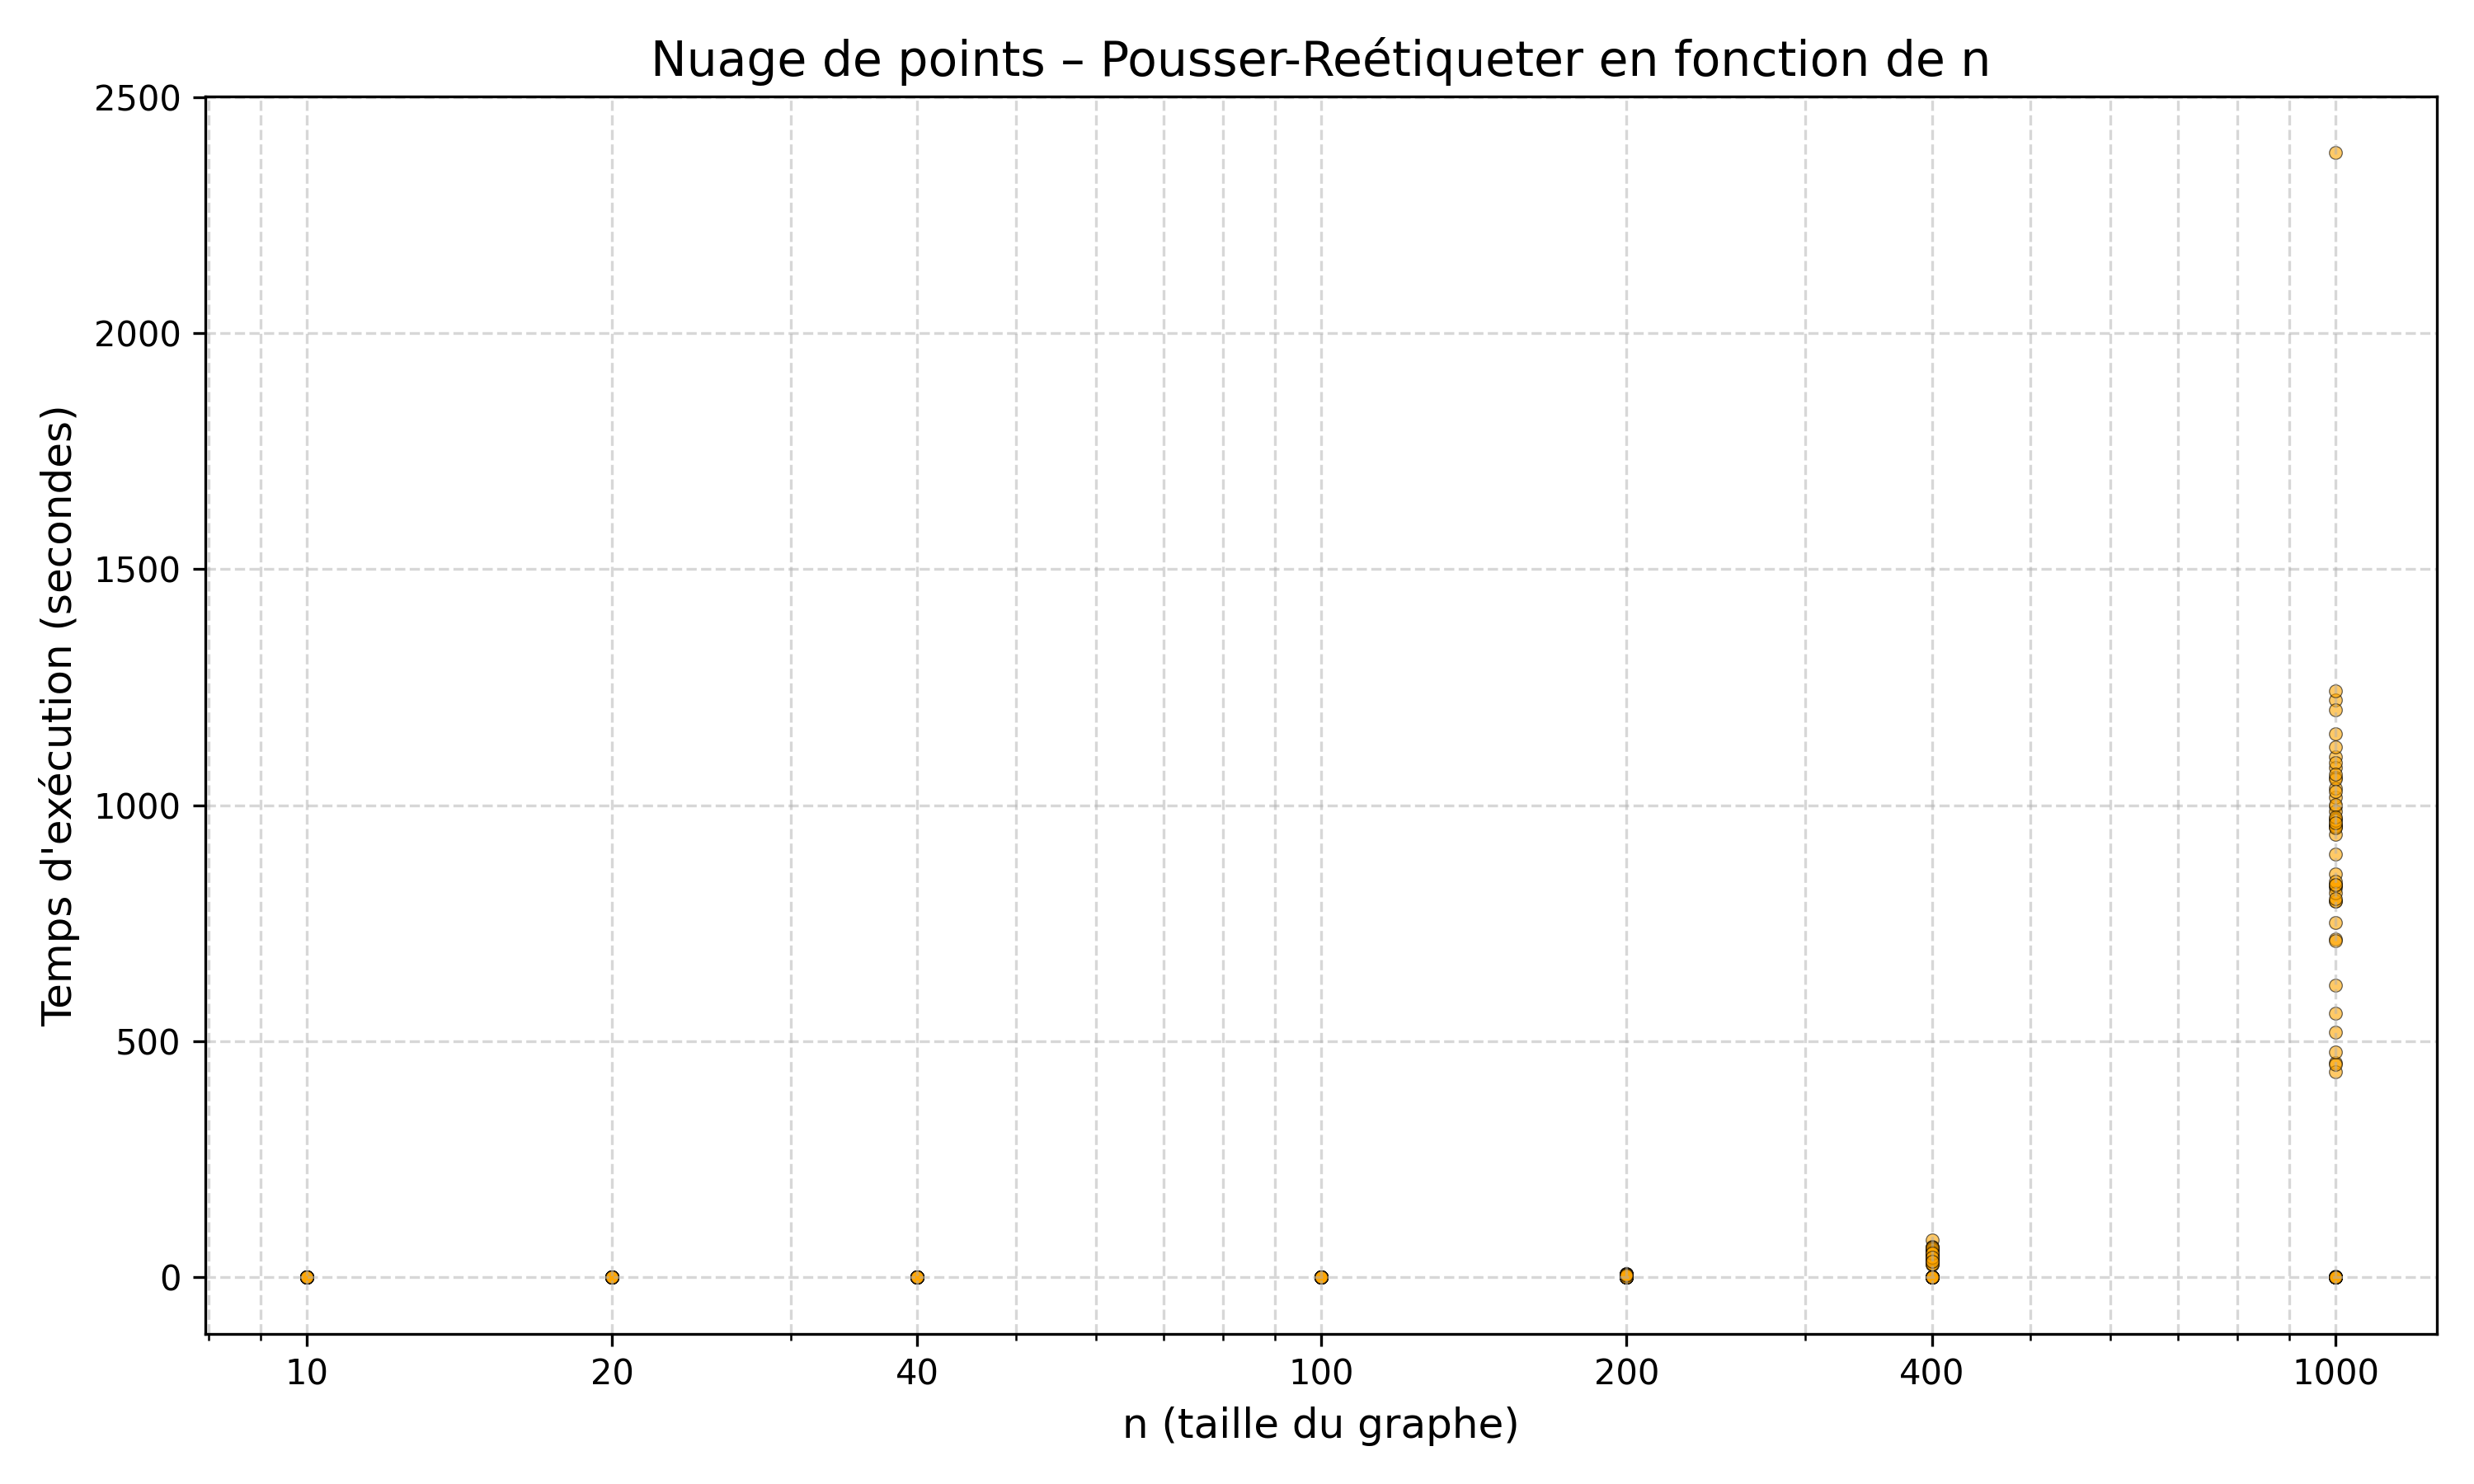 Nuage de points – Pousser-Reétiqueter en fonction de n
2500
2000
1500
1000
500
0
Temps d'exécution (secondes)
10 20 40 100 200 400 1000
n (taille du graphe)